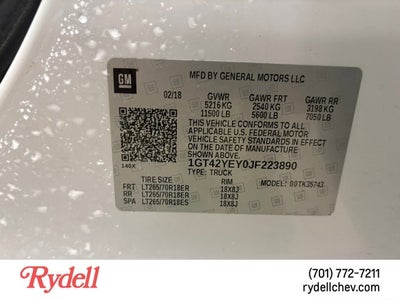 GM
MFD BY GENERAL MOTORS LLC
02/18
GVWR GAWR FRT GAWR RR
5216 KG 2540 KG 3198 KG
11500 LB 5600 LB 7050 LB
THIS VEHICLE CONFORMS TO ALL
APPLICABLE U.S. FEDERAL MOTOR
VEHICLE SAFETY STANDARDS IN EFFECT
ON THE DATE OF MANUFACTURE
SHOWN ABOVE.
140X
1GT42YEY0JF223890
TYPE: TRUCK
MODEL: 00TK35743
TIRE SIZE RIM
FRT LT265/70R18ER 18X8J
RR LT265/70R18ER 18X8J
SPA LT265/70R18ES 18X8J
Rydell
(701) 772-7211
rydellchev.com